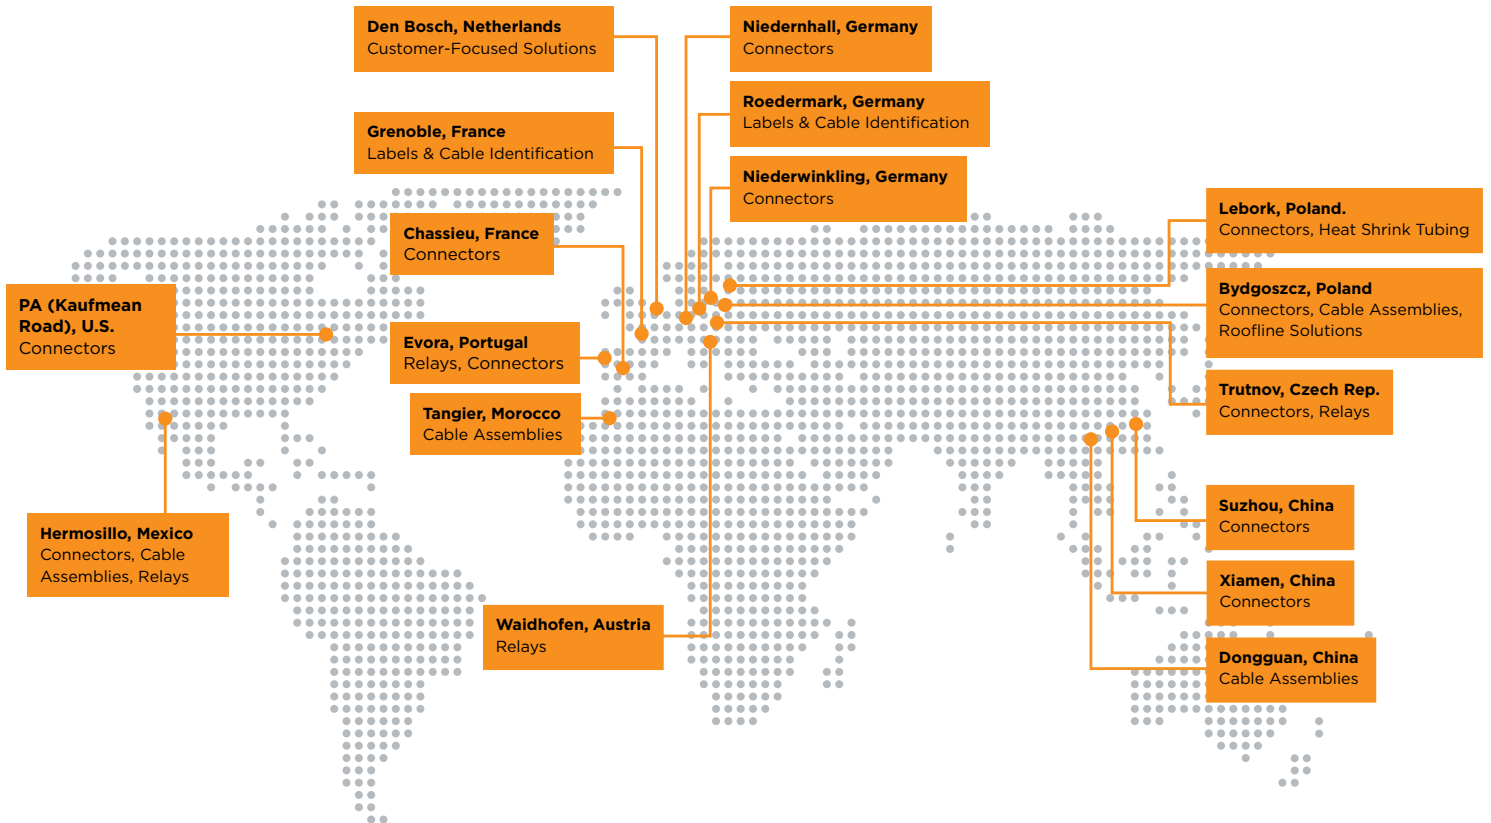 Den Bosch, Netherlands
Customer-Focused Solutions
Niedernhall, Germany
Connectors
Roedermark, Germany
Labels & Cable Identification
Grenoble, France
Labels & Cable Identification
Niederwinkling, Germany
Connectors
Chassieu, France
Connectors
Lebork, Poland.
Connectors, Heat Shrink Tubing
PA (Kaufmean
Road), U.S.
Connectors
Bydgoszcz, Poland
Connectors, Cable Assemblies,
Roofline Solutions
Evora, Portugal
Relays, Connectors
Trutnov, Czech Rep.
Connectors, Relays
Tangier, Morocco
Cable Assemblies
Suzhou, China
Connectors
Hermosillo, Mexico
Connectors, Cable
Assemblies, Relays
Xiamen, China
Connectors
Waidhofen, Austria
Relays
Dongguan, China
Cable Assemblies